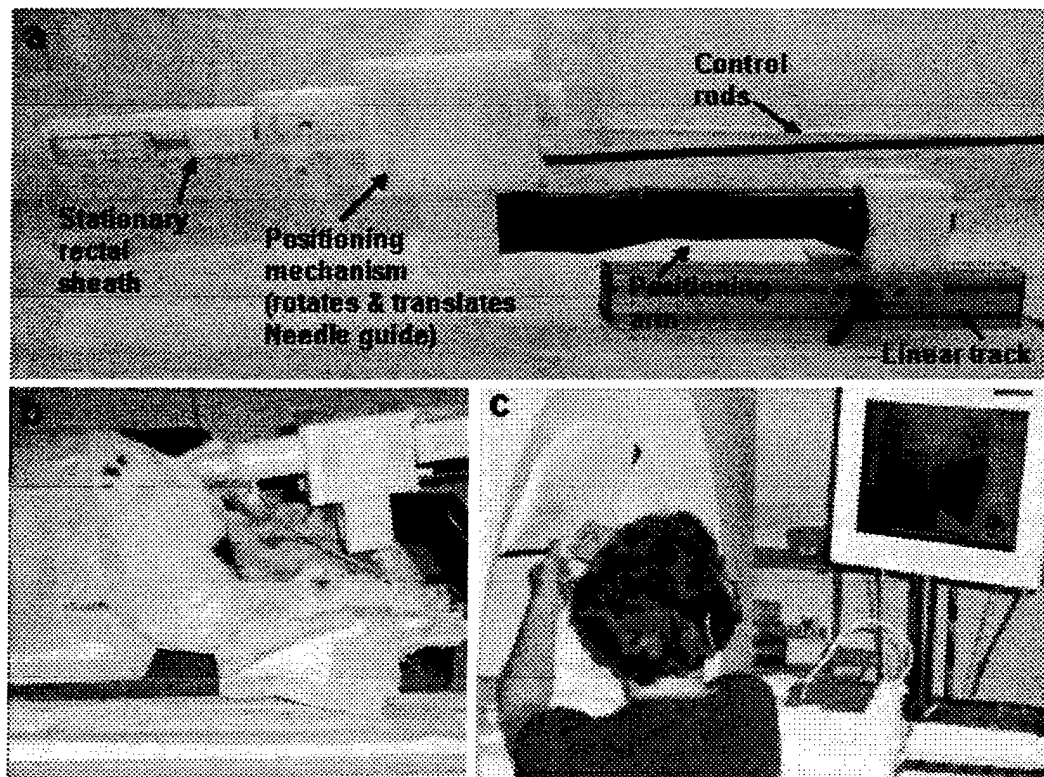 a
Control
rods
Stationary
rectal
sheath
Positioning
mechanism
(rotates & translates
Needle guide)
Positioning
arm
Linear track
b
c